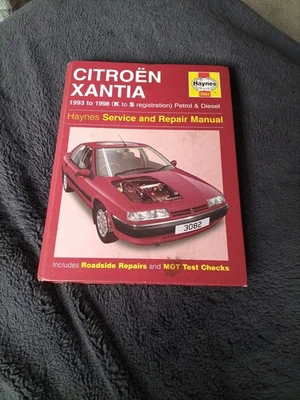 CITROËN
XANTIA
1993 to 1998 (K to S registration) Petrol & Diesel
Haynes Service and Repair Manual
Haynes
3082
Includes Roadside Repairs and MOT Test Checks